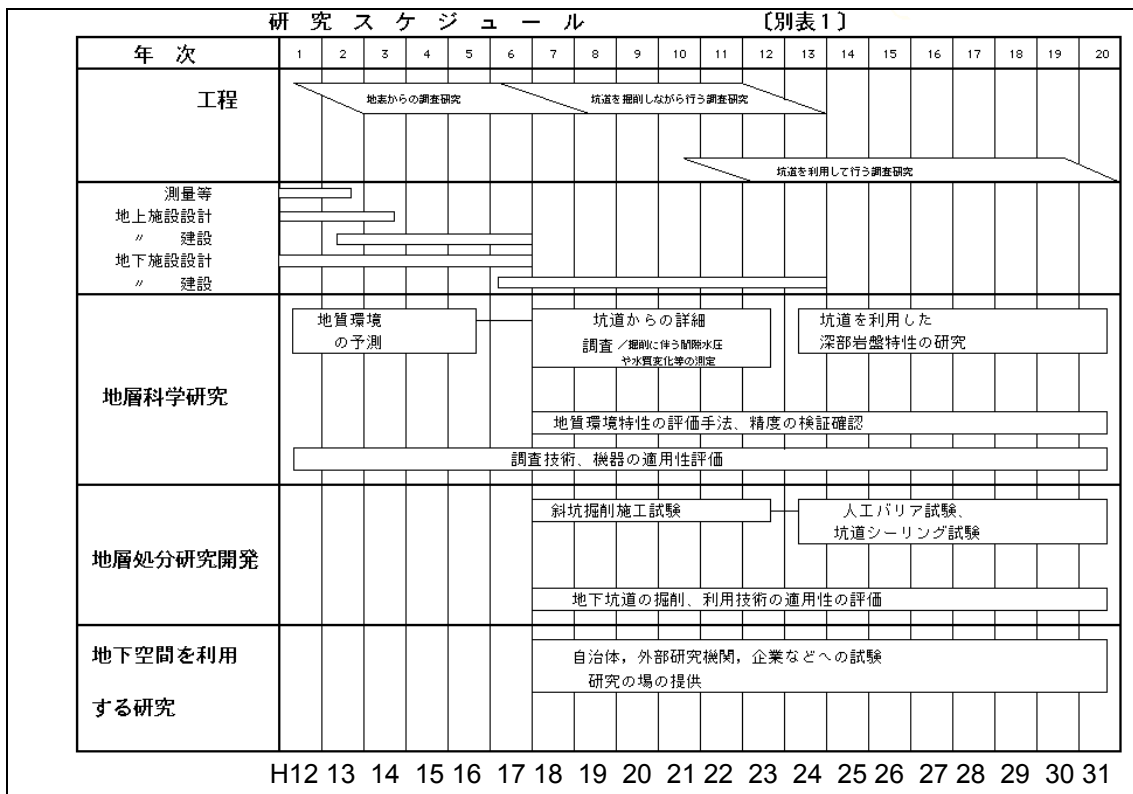 研究スケジュール 〔別表1〕
年次 1 2 3 4 5 6 7 8 9 10 11 12 13 14 15 16 17 18 19 20
工程
地表からの調査研究
坑道を掘削しながら行う調査研究
坑道を利用して行う調査研究
測量等
地上施設設計
〃 建設
地下施設設計
〃 建設
地層科学研究
地質環境
の予測
坑道からの詳細
調査/掘削に伴う間隙水圧
や水質変化等の測定
坑道を利用した
深部岩盤特性の研究
地質環境特性の評価手法、精度の検証確認
調査技術、機器の適用性評価
地層処分研究開発
斜坑掘削施工試験
人工バリア試験、
坑道シーリング試験
地下坑道の掘削、利用技術の適用性の評価
地下空間を利用
する研究
自治体,外部研究機関,企業などへの試験
研究の場の提供
H12 13 14 15 16 17 18 19 20 21 22 23 24 25 26 27 28 29 30 31